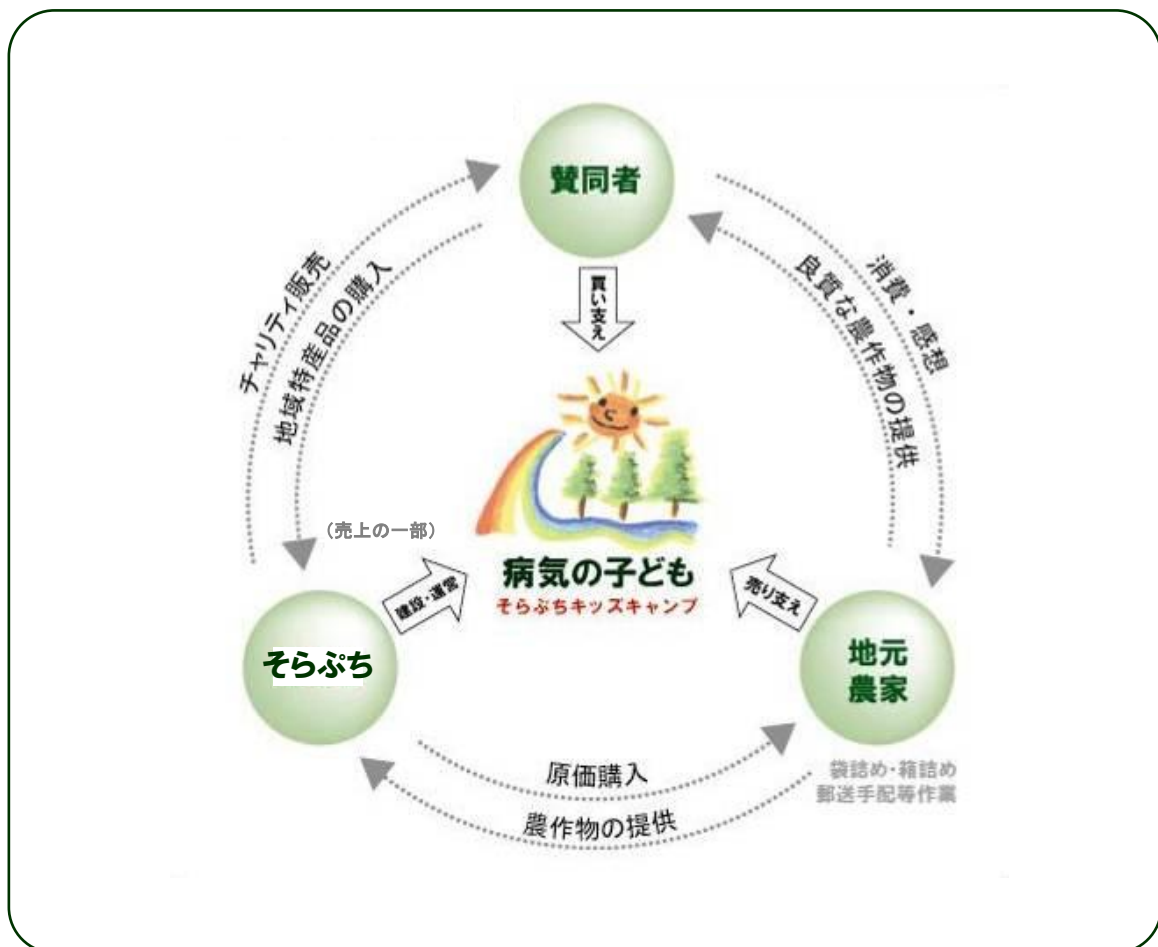 賛同者
買い支え
チャリティ販売
地域特産品の購入
消費・感想
良質な農作物の提供
(売上の一部)
建設・運営
病気の子ども
そらぷちキッズキャンプ
売り支え
そらぷち
地元
農家
袋詰め・箱詰め
郵送手配等作業
原価購入
農作物の提供